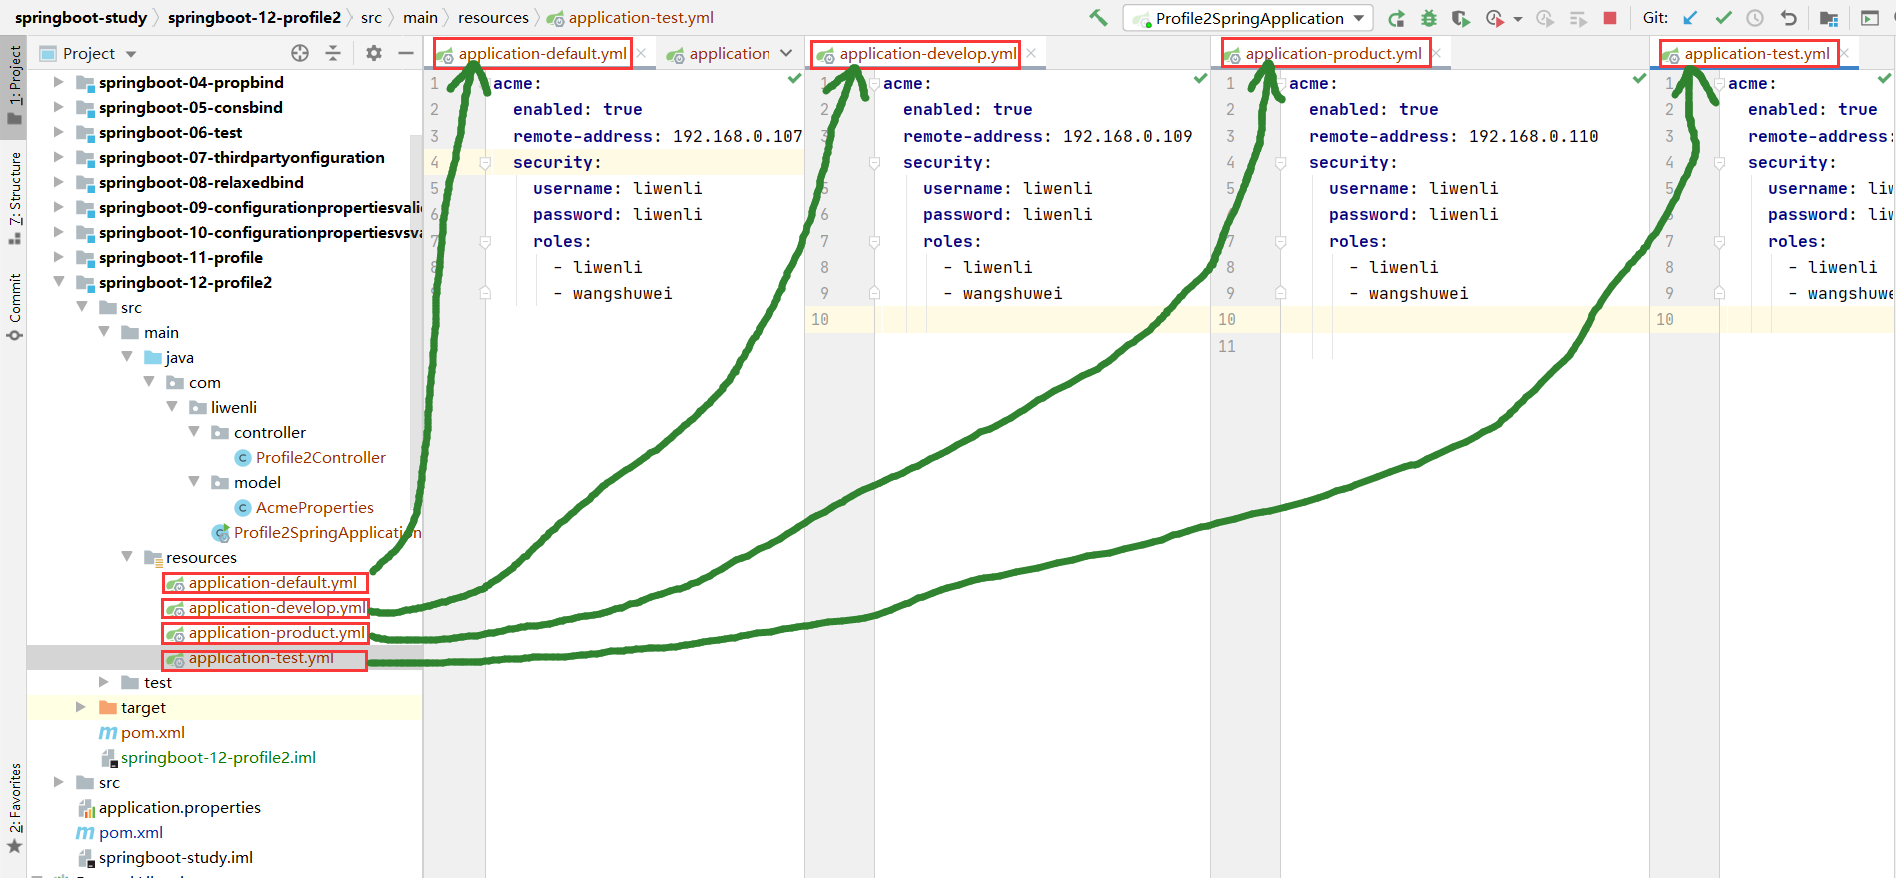 springboot-study springboot-12-profile2 src main resources application-test.yml
Profile2SpringApplication Git:
1: Project
7: Structure
Commit
2: Favorites
Project
springboot-04-propbind
springboot-05-consbind
springboot-06-test
springboot-07-thirdpartyonfiguration
springboot-08-relaxedbind
springboot-09-configurationpropertiesvali
springboot-10-configurationpropertiesvsva
springboot-11-profile
springboot-12-profile2
src
main
java
com
liwenli
controller
Profile2Controller
model
AcmeProperties
Profile2SpringApplication
resources
application-default.yml
application-develop.yml
application-product.yml
application-test.yml
test
target
pom.xml
springboot-12-profile2.iml
src
application.properties
pom.xml
springboot-study.iml
application-default.yml
application
1 acme:
2 enabled: true
3 remote-address: 192.168.0.107
4 security:
5 username: liwenli
6 password: liwenli
7 roles:
8 - liwenli
- wangshuwei
application-develop.yml
1 acme:
2 enabled: true
3 remote-address: 192.168.0.109
4 security:
5 username: liwenli
6 password: liwenli
7 roles:
8 - liwenli
9 - wangshuwei
10
application-product.yml
1 acme:
2 enabled: true
3 remote-address: 192.168.0.110
4 security:
5 username: liwenli
6 password: liwenli
7 roles:
8 - liwenli
9 - wangshuwei
10
11
application-test.yml
1 acme:
2 enabled: true
3 remote-address:
4 security:
5 username: liw
6 password: liw
7 roles:
8 - liwenli
9 - wangshuwe
10